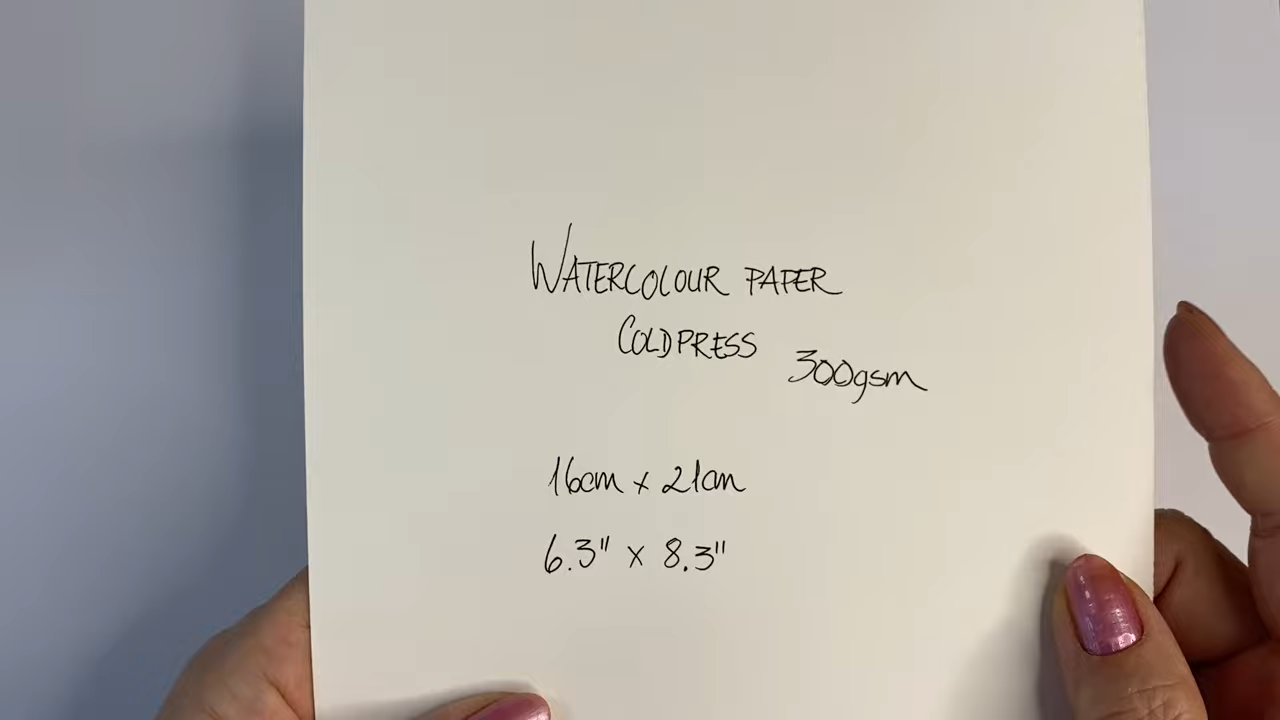 WATERCOLOUR PAPER
COLDPRESS 300gsm
16cm x 21cm
6.3" x 8.3"